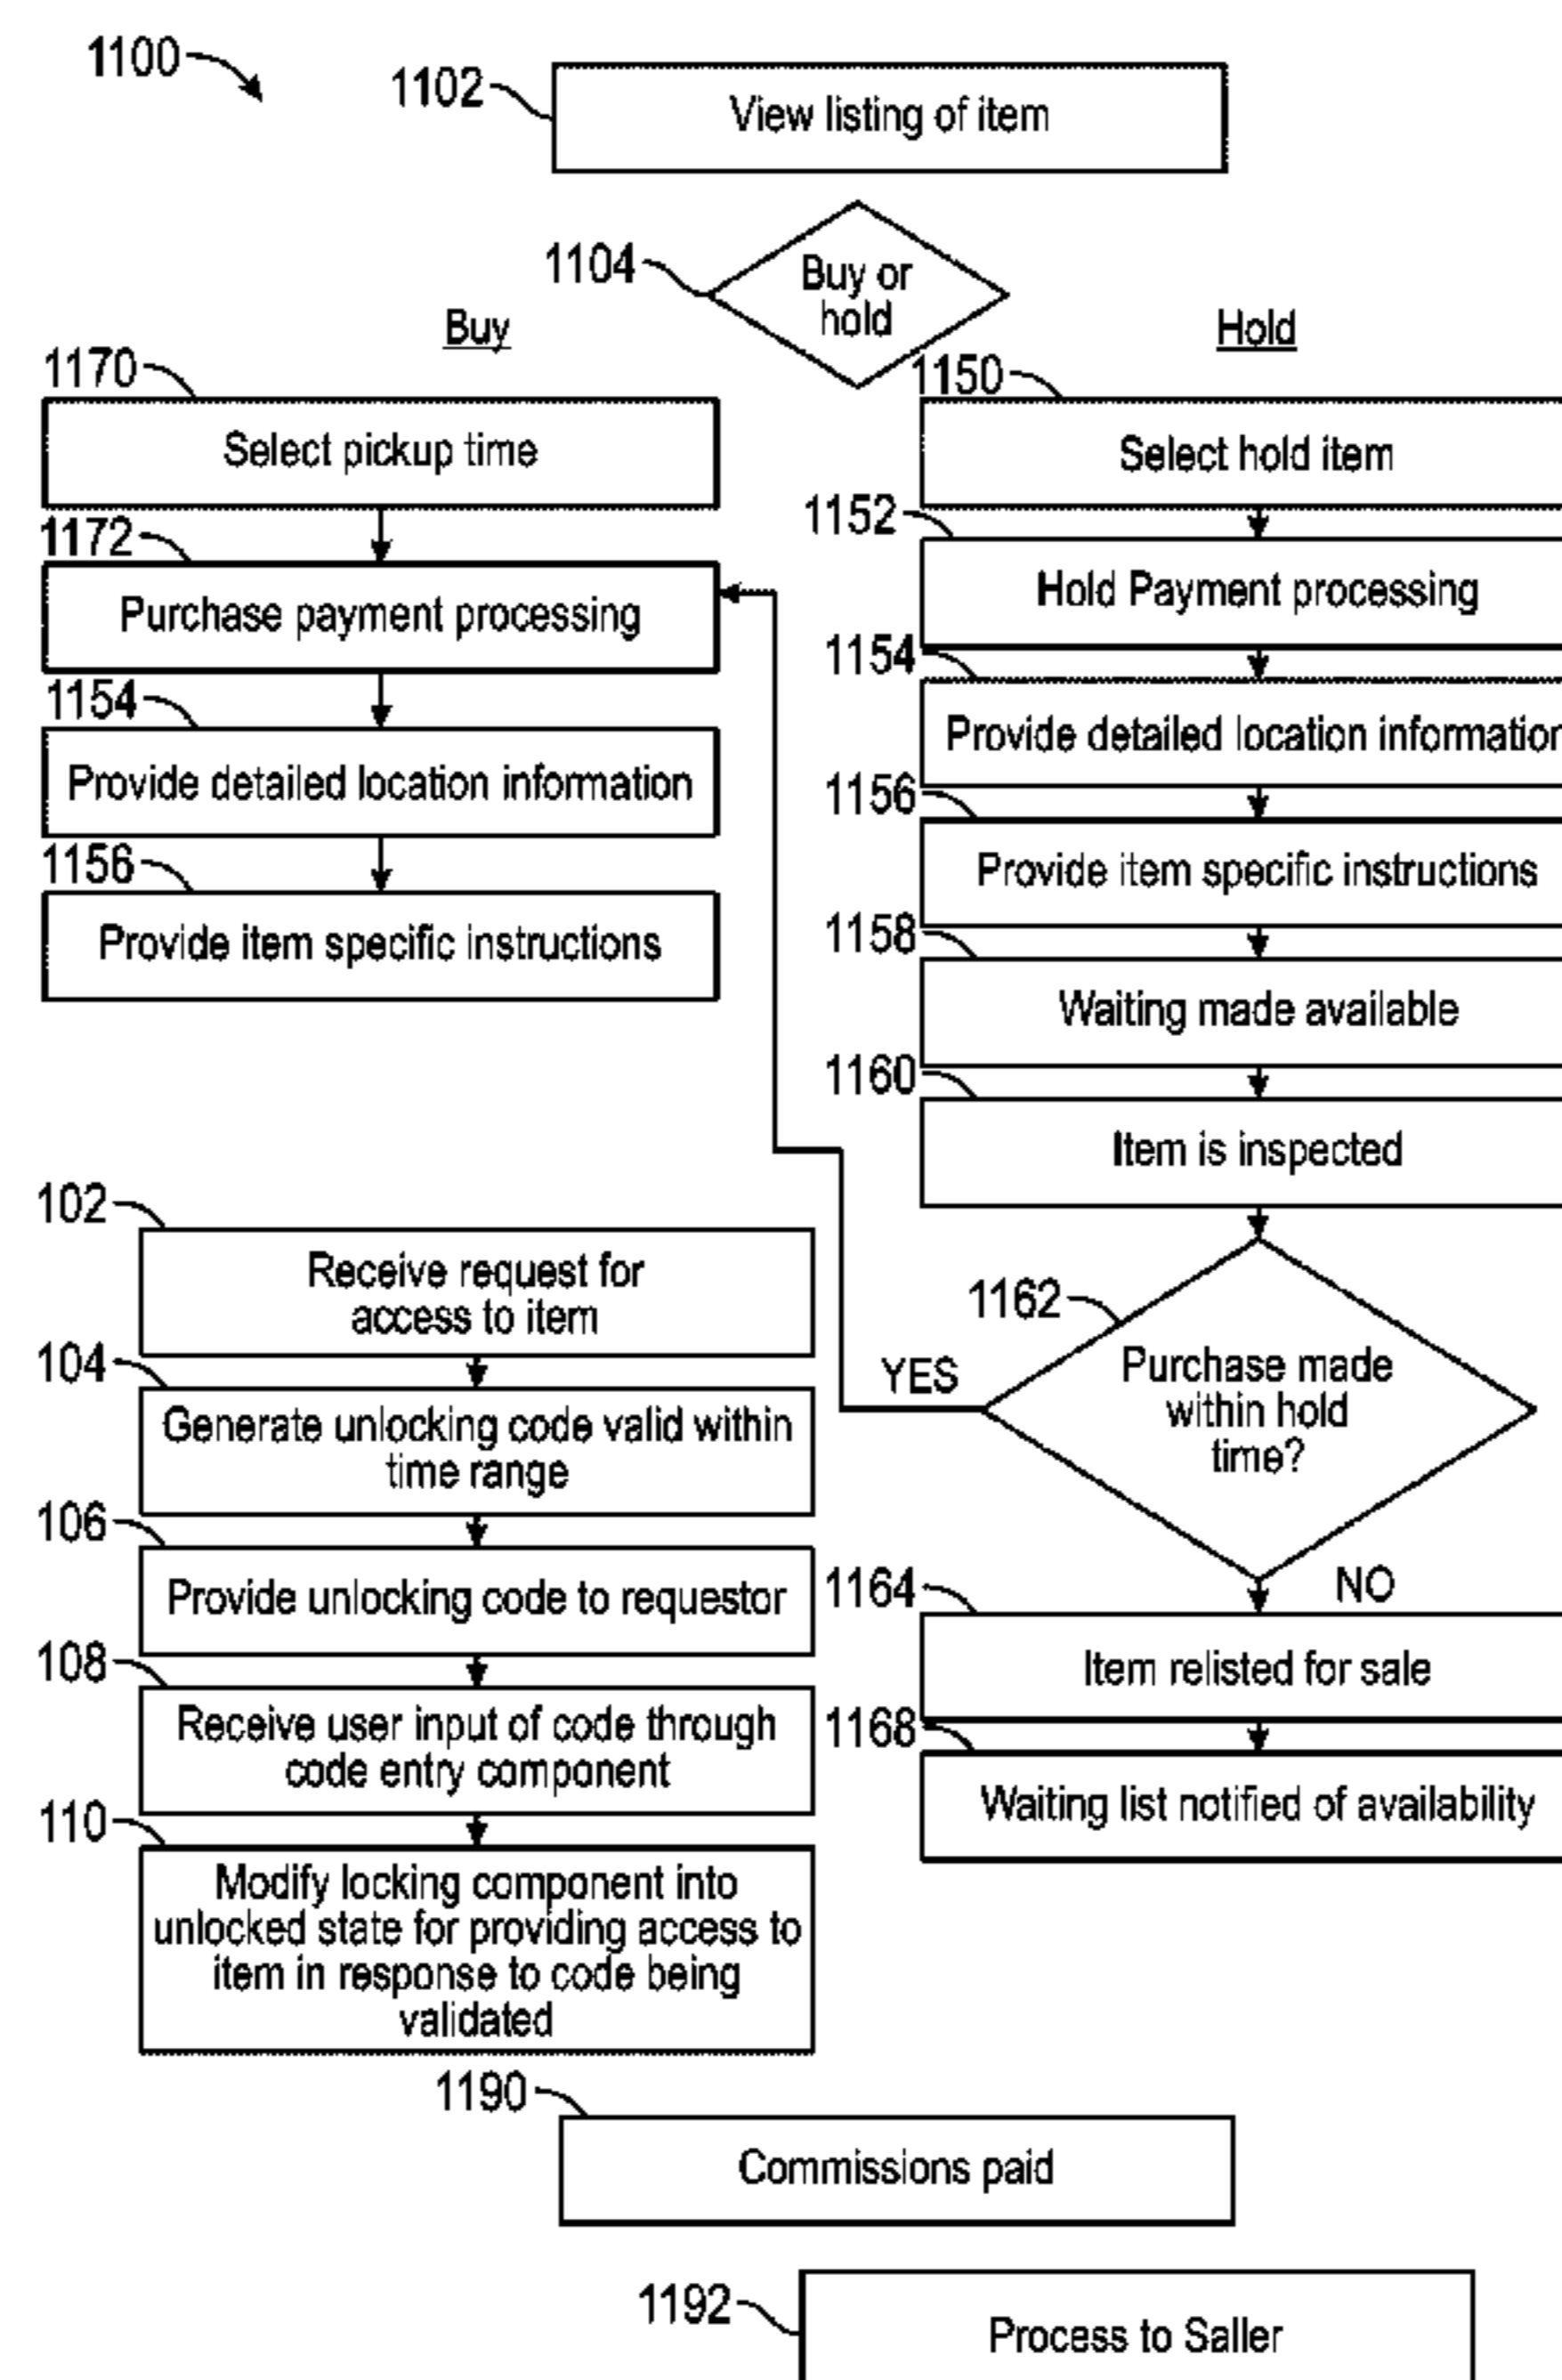 1100
1102
View listing of item
1104
Buy or
hold
Buy
Hold
1170
Select pickup time
1172
Purchase payment processing
1154
Provide detailed location information
1156
Provide item specific instructions
1150
Select hold item
1152
Hold Payment processing
1154
Provide detailed location information
1156
Provide item specific instructions
1158
Waiting made available
1160
Item is inspected
1162
Purchase made
within hold
time?
YES
NO
1164
Item relisted for sale
1168
Waiting list notified of availability
102
Receive request for
access to item
104
Generate unlocking code valid within
time range
106
Provide unlocking code to requestor
108
Receive user input of code through
code entry component
110
Modify locking component into
unlocked state for providing access to
item in response to code being
validated
1190
Commissions paid
1192
Process to Saller